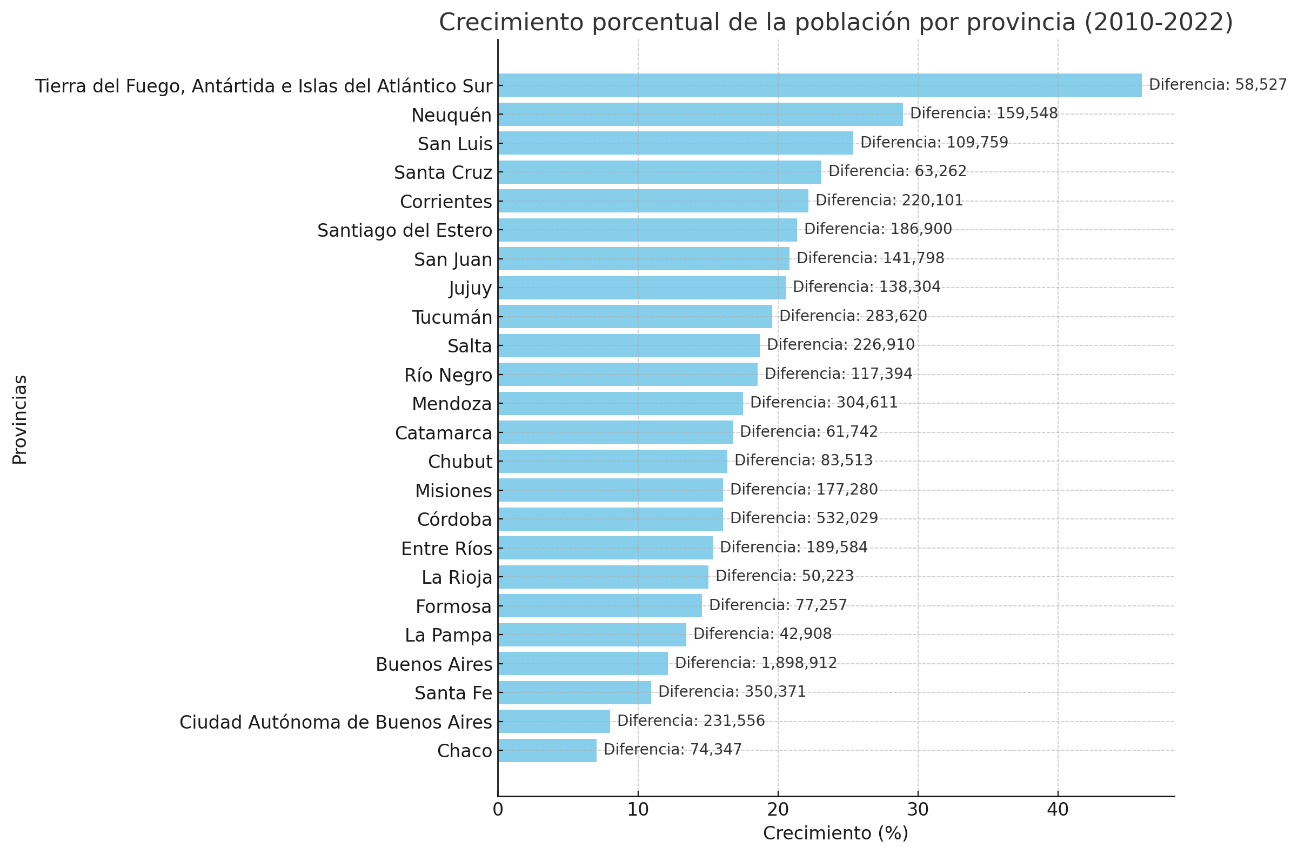 Crecimiento porcentual de la población por provincia (2010-2022)
Tierra del Fuego, Antártida e Islas del Atlántico Sur Diferencia: 58,527
Neuquén Diferencia: 159,548
San Luis Diferencia: 109,759
Santa Cruz Diferencia: 63,262
Corrientes Diferencia: 220,101
Santiago del Estero Diferencia: 186,900
San Juan Diferencia: 141,798
Jujuy Diferencia: 138,304
Tucumán Diferencia: 283,620
Salta Diferencia: 226,910
Río Negro Diferencia: 117,394
Mendoza Diferencia: 304,611
Catamarca Diferencia: 61,742
Chubut Diferencia: 83,513
Misiones Diferencia: 177,280
Córdoba Diferencia: 532,029
Entre Ríos Diferencia: 189,584
La Rioja Diferencia: 50,223
Formosa Diferencia: 77,257
La Pampa Diferencia: 42,908
Buenos Aires Diferencia: 1,898,912
Santa Fe Diferencia: 350,371
Ciudad Autónoma de Buenos Aires Diferencia: 231,556
Chaco Diferencia: 74,347
Provincias
0 10 20 30 40
Crecimiento (%)